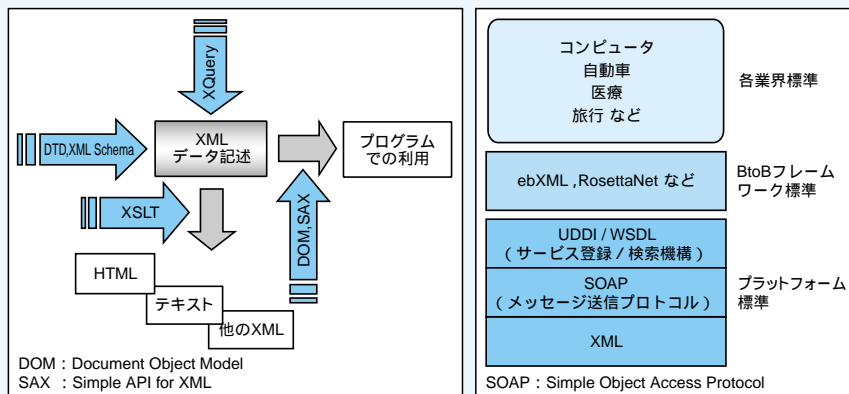 XQuery
DTD,XML Schema
XML
データ記述
プログラム
での利用
XSLT
DOM,SAX
HTML
テキスト
他のXML
DOM：Document Object Model
SAX ：Simple API for XML
コンピュータ
自動車
医療
旅行 など
各業界標準
ebXML ,RosettaNet など
BtoBフレーム
ワーク標準
UDDI / WSDL
（ サービス登録 / 検索機構 ）
SOAP
（ メッセージ送信プロトコル ）
プラットフォーム
標準
XML
SOAP：Simple Object Access Protocol